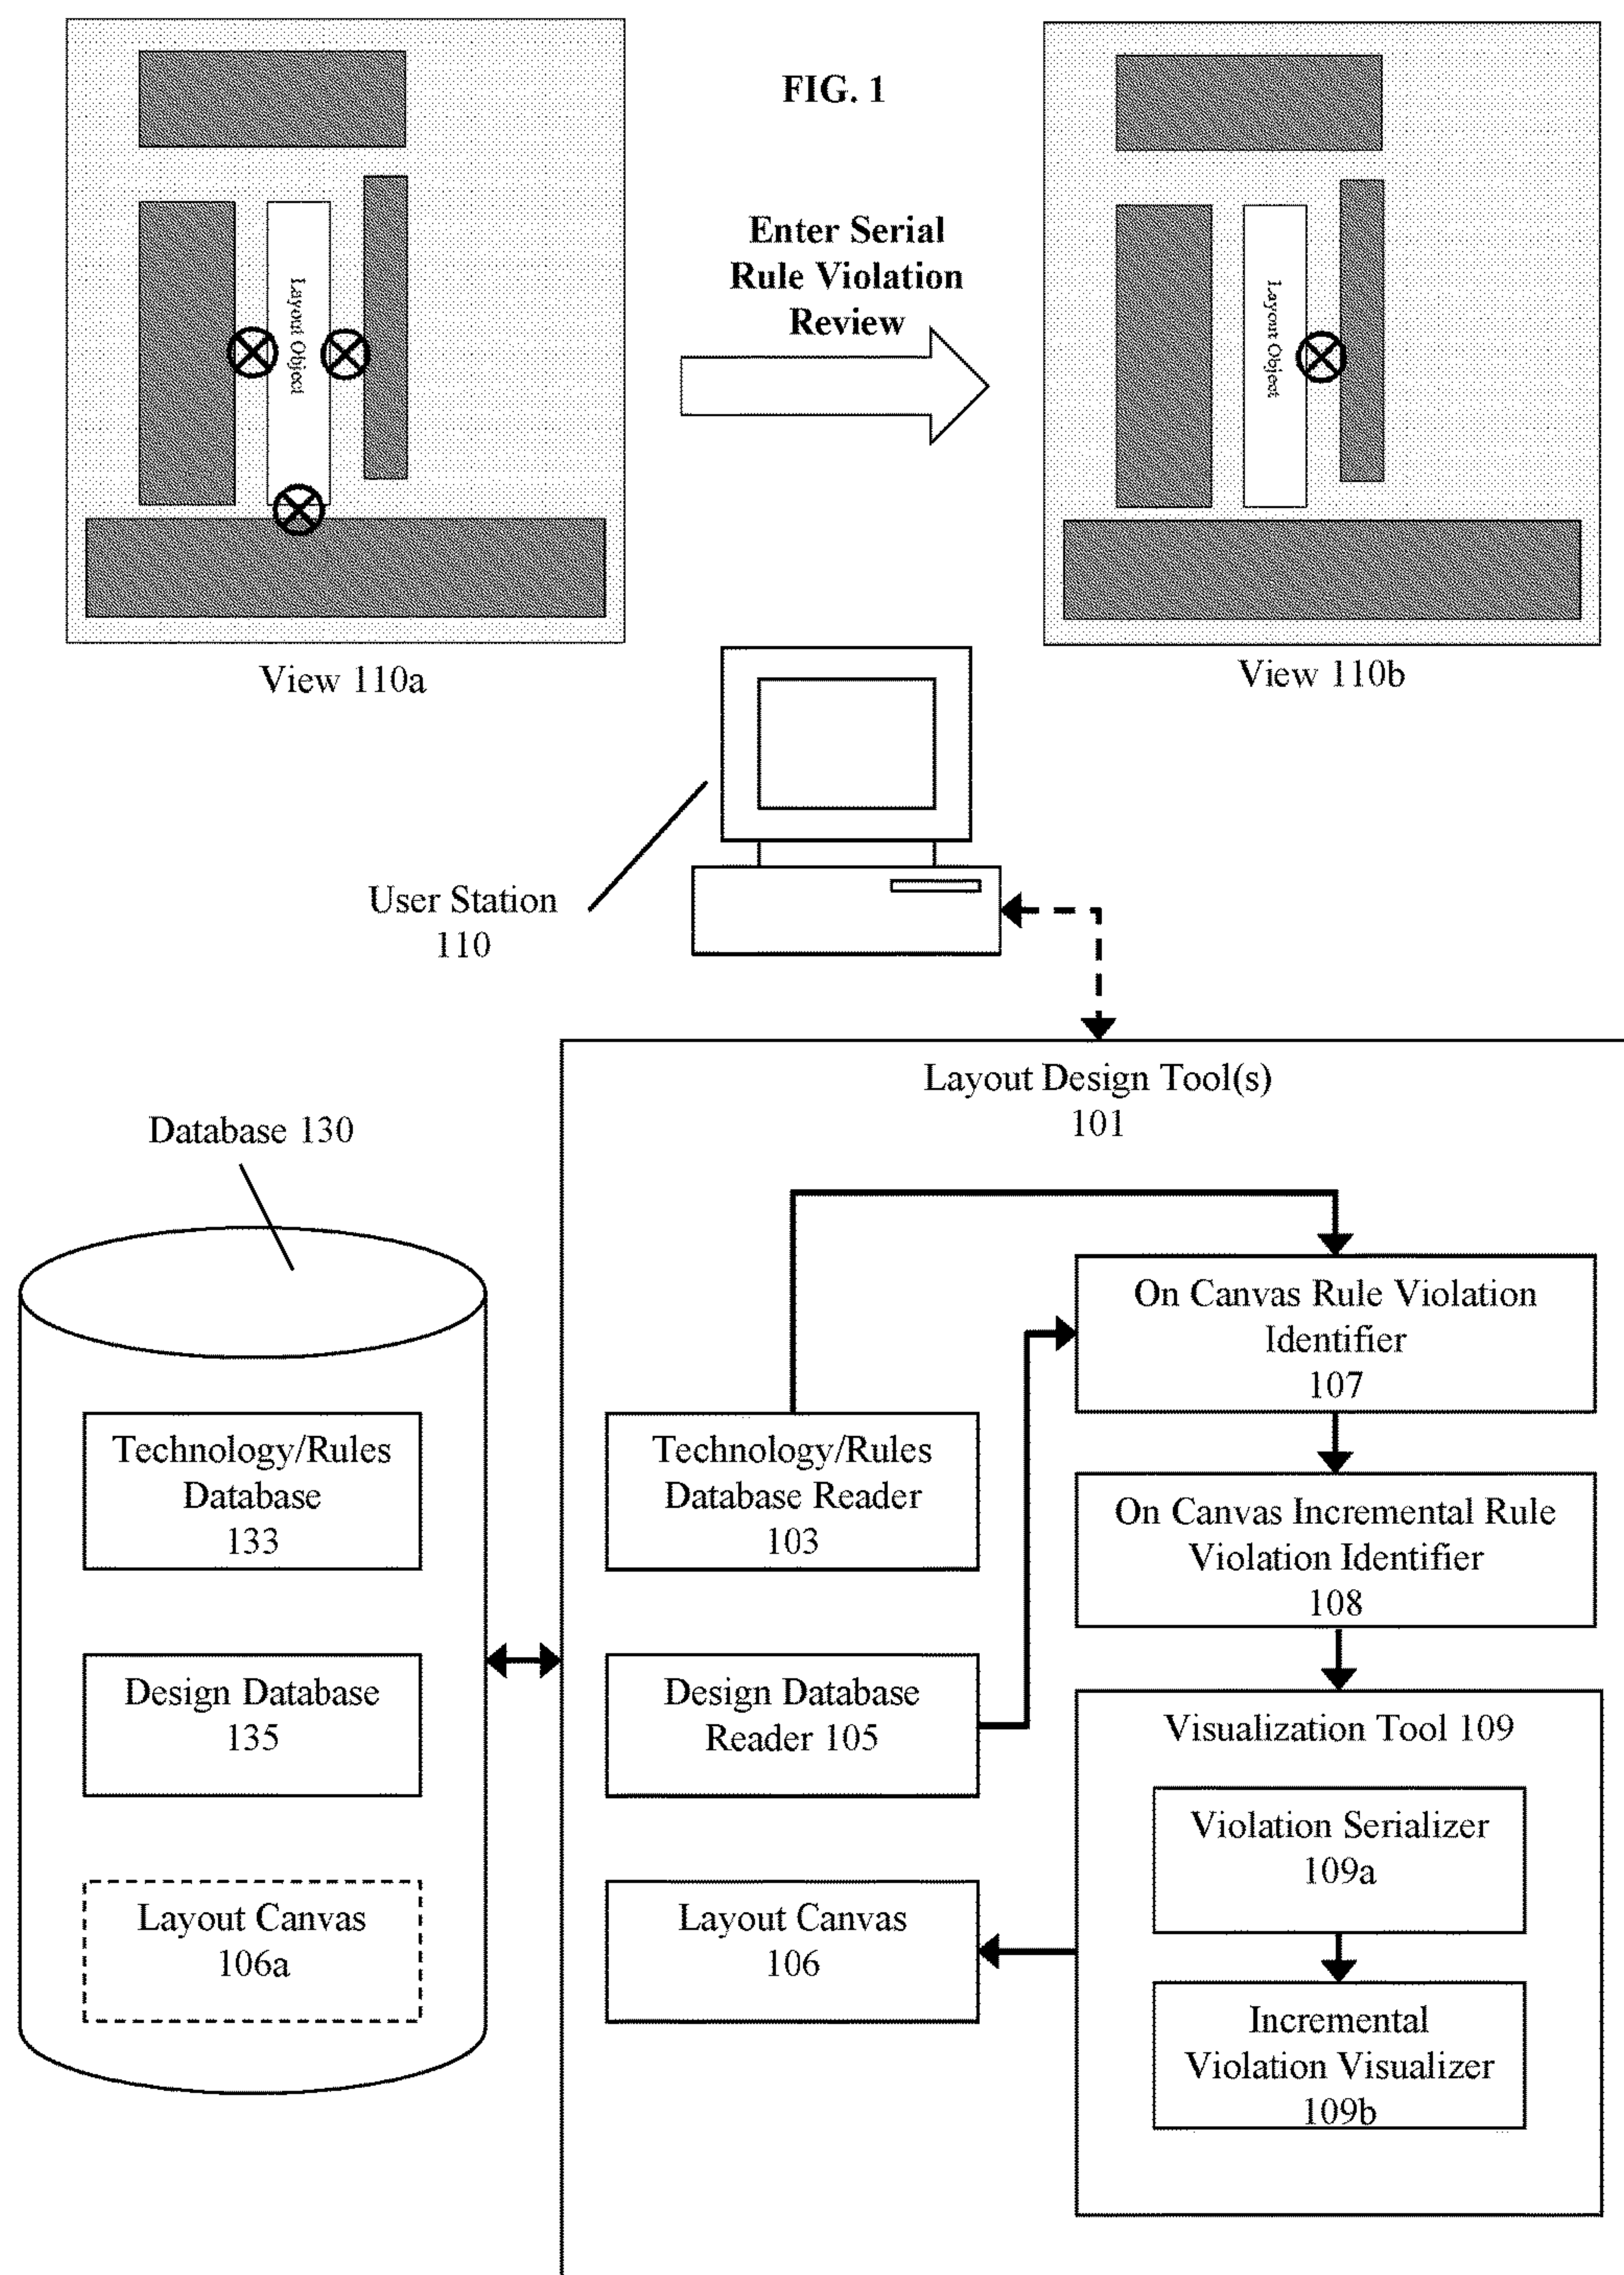 FIG. 1
Enter Serial
Rule Violation
Review
Layout Object
Layout Object
View 110a
View 110b
User Station
110
Layout Design Tool(s)
101
Database 130
On Canvas Rule Violation
Identifier
107
Technology/Rules
Database
133
Technology/Rules
Database Reader
103
On Canvas Incremental Rule
Violation Identifier
108
Design Database
135
Design Database
Reader 105
Visualization Tool 109
Violation Serializer
109a
Layout Canvas
106a
Layout Canvas
106
Incremental
Violation Visualizer
109b